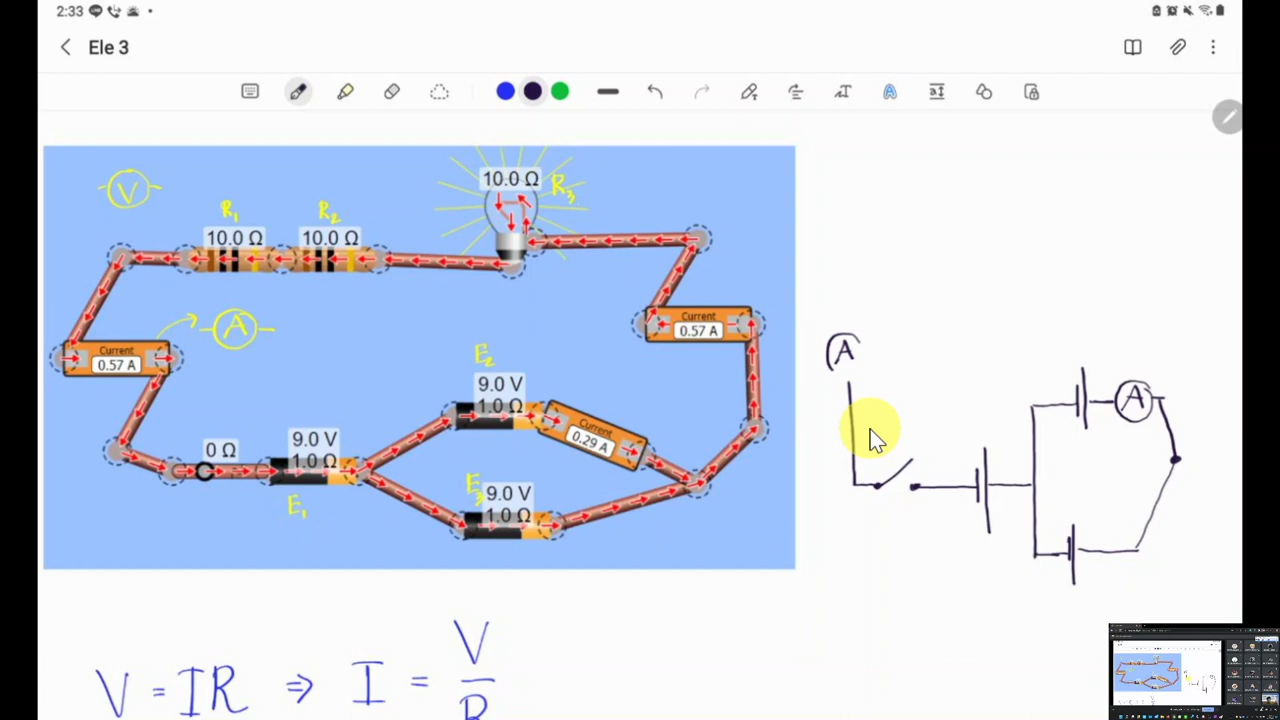 2:33
Ele 3
10.0 Ω
R3
V
R1
R2
10.0 Ω
10.0 Ω
Current
0.57 A
A
Current
0.57 A
E2
9.0 V
1.0 Ω
Current
0.29 A
0 Ω
9.0 V
1.0 Ω
E1
E3
9.0 V
1.0 Ω
A
A
V = IR ⇒ I = V
R